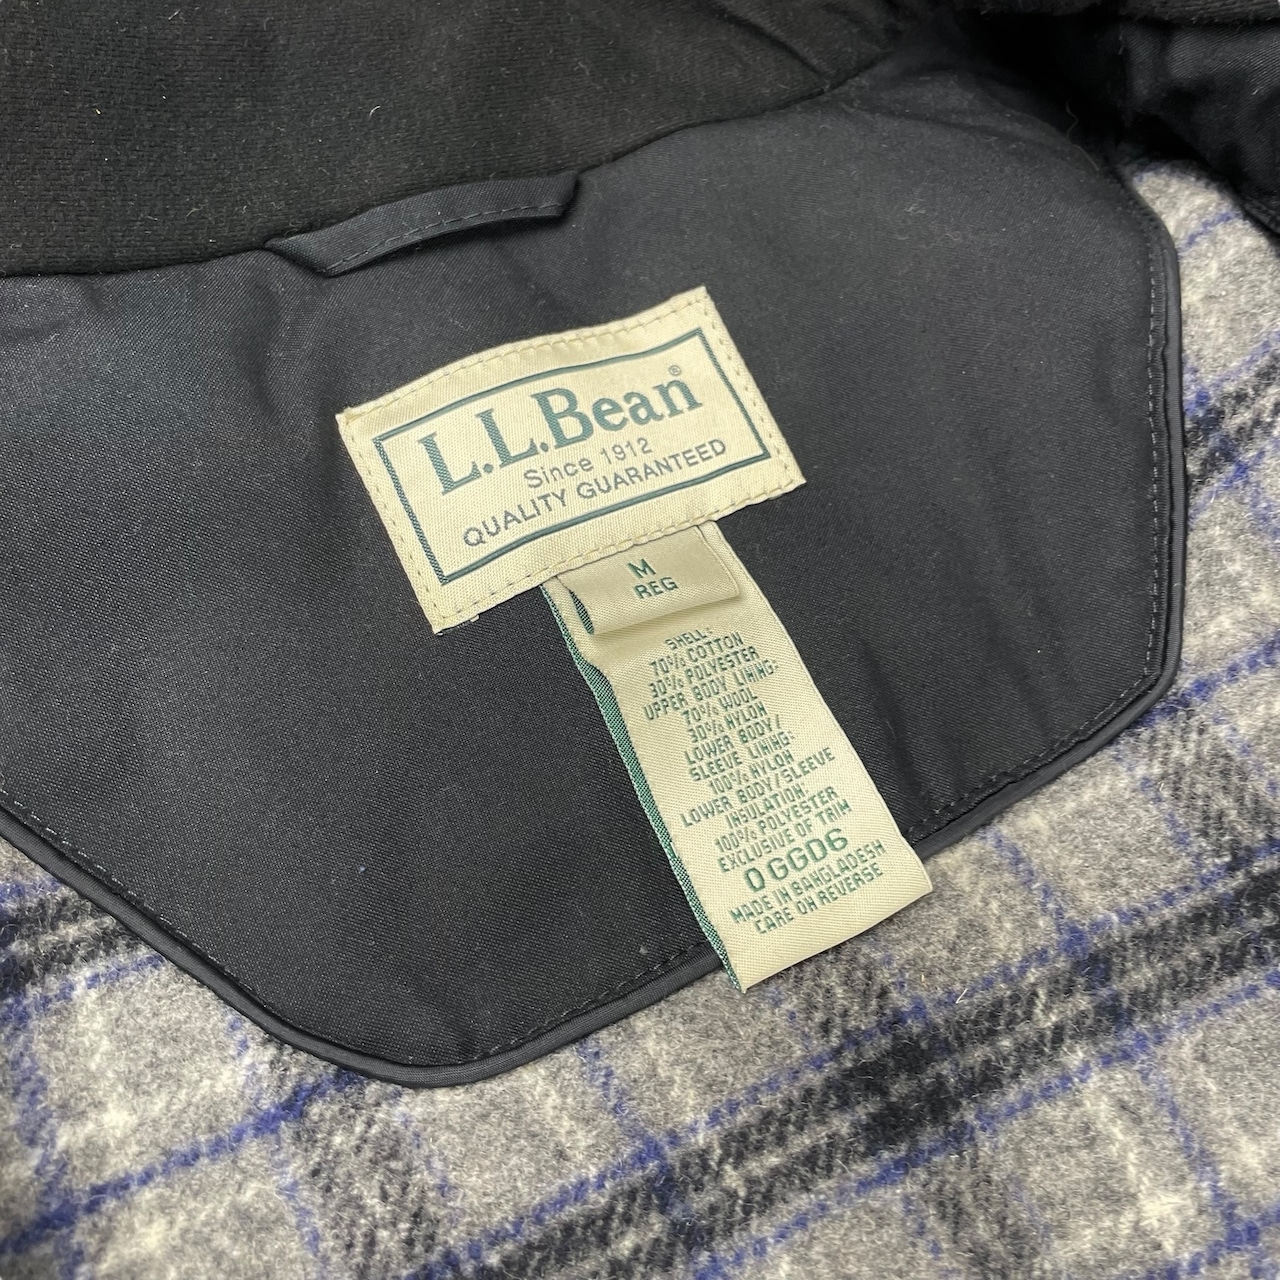 L.L.Bean®
Since 1912
QUALITY GUARANTEED
M
REG
SHELL:
70% COTTON
30% POLYESTER
UPPER BODY LINING:
70% WOOL
30% NYLON
LOWER BODY/
SLEEVE LINING:
100% NYLON
LOWER BODY/SLEEVE
INSULATION
100% POLYESTER
EXCLUSIVE OF TRIM
0GGD6
MADE IN BANGLADESH
CARE ON REVERSE